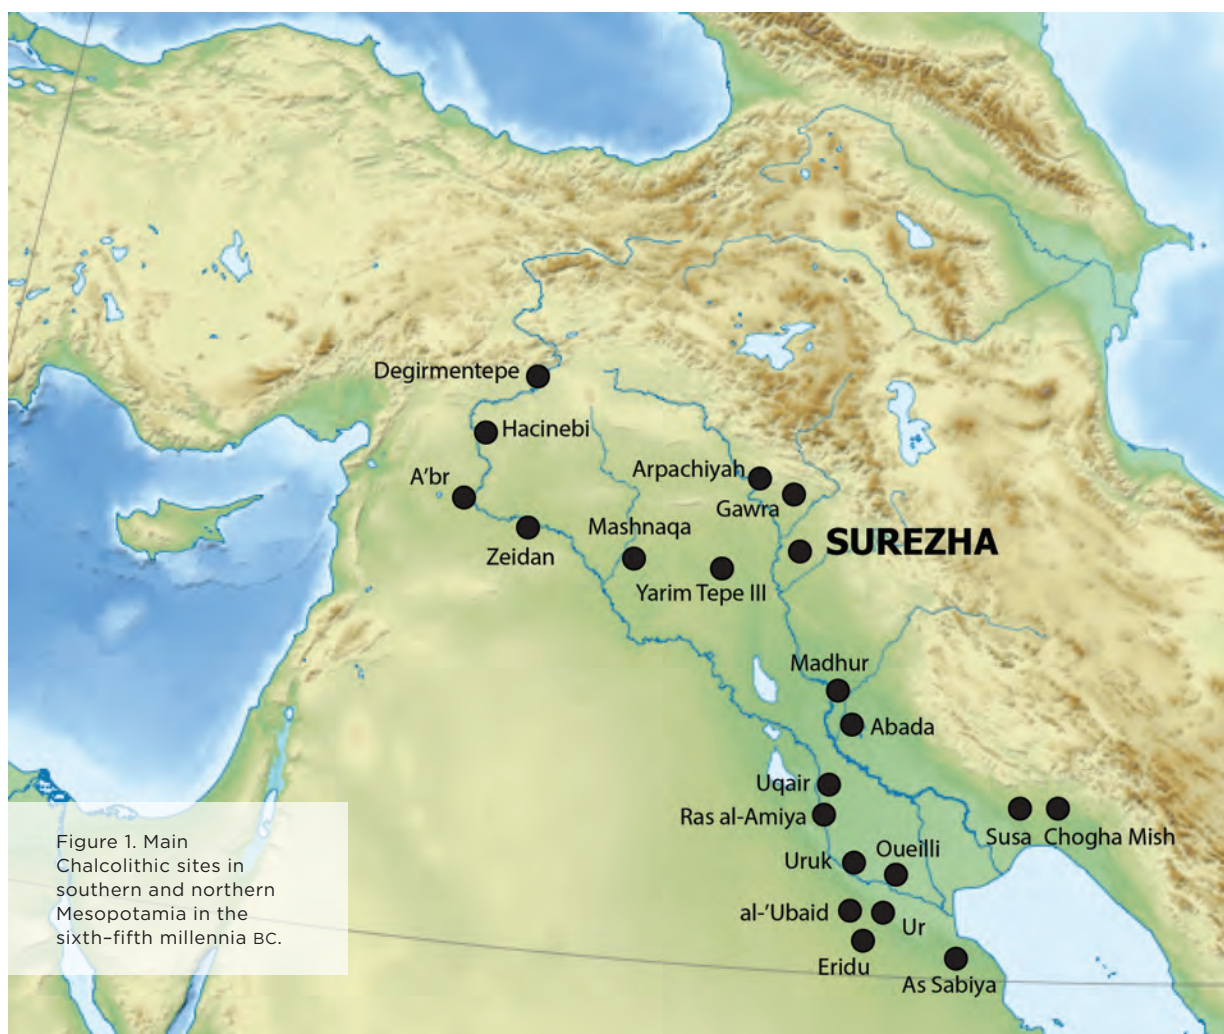 Degirmentepe
Hacinebi
A'br
Arpachiyah
Gawra
Zeidan
Mashnaqa
SUREZHA
Yarim Tepe III
Madhur
Abada
Uqair
Ras al-Amiya
Susa Chogha Mish
Uruk
Oueilli
al-'Ubaid
Ur
Eridu
As Sabiya
Figure 1. Main
Chalcolithic sites in
southern and northern
Mesopotamia in the
sixth–fifth millennia BC.